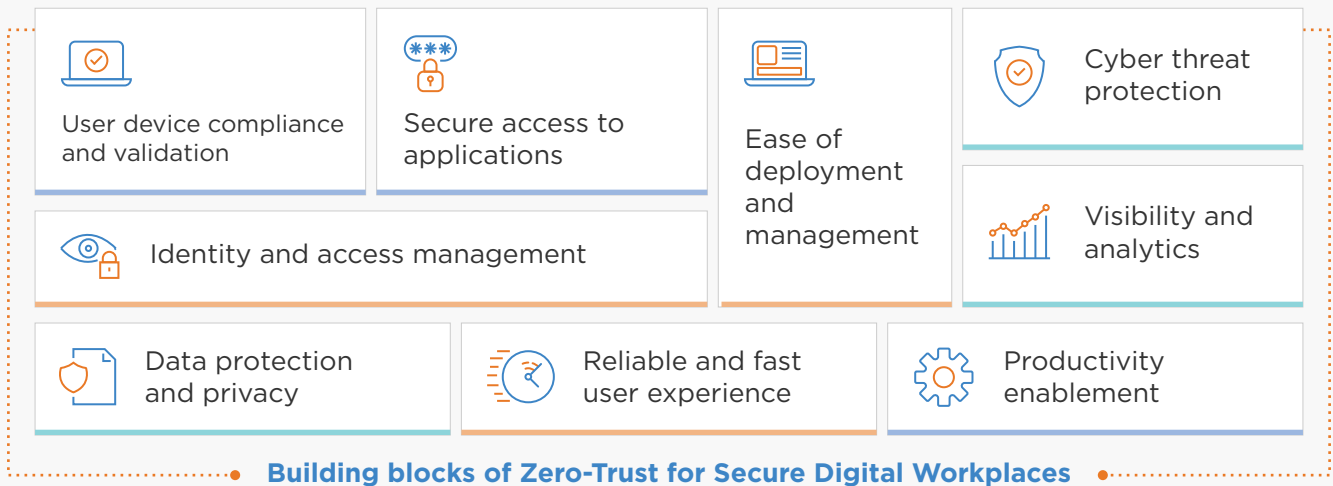 User device compliance
and validation
***
Secure access to
applications
Ease of
deployment
and
management
Cyber threat
protection
Identity and access management
Visibility and
analytics
Data protection
and privacy
Reliable and fast
user experience
Productivity
enablement
Building blocks of Zero-Trust for Secure Digital Workplaces